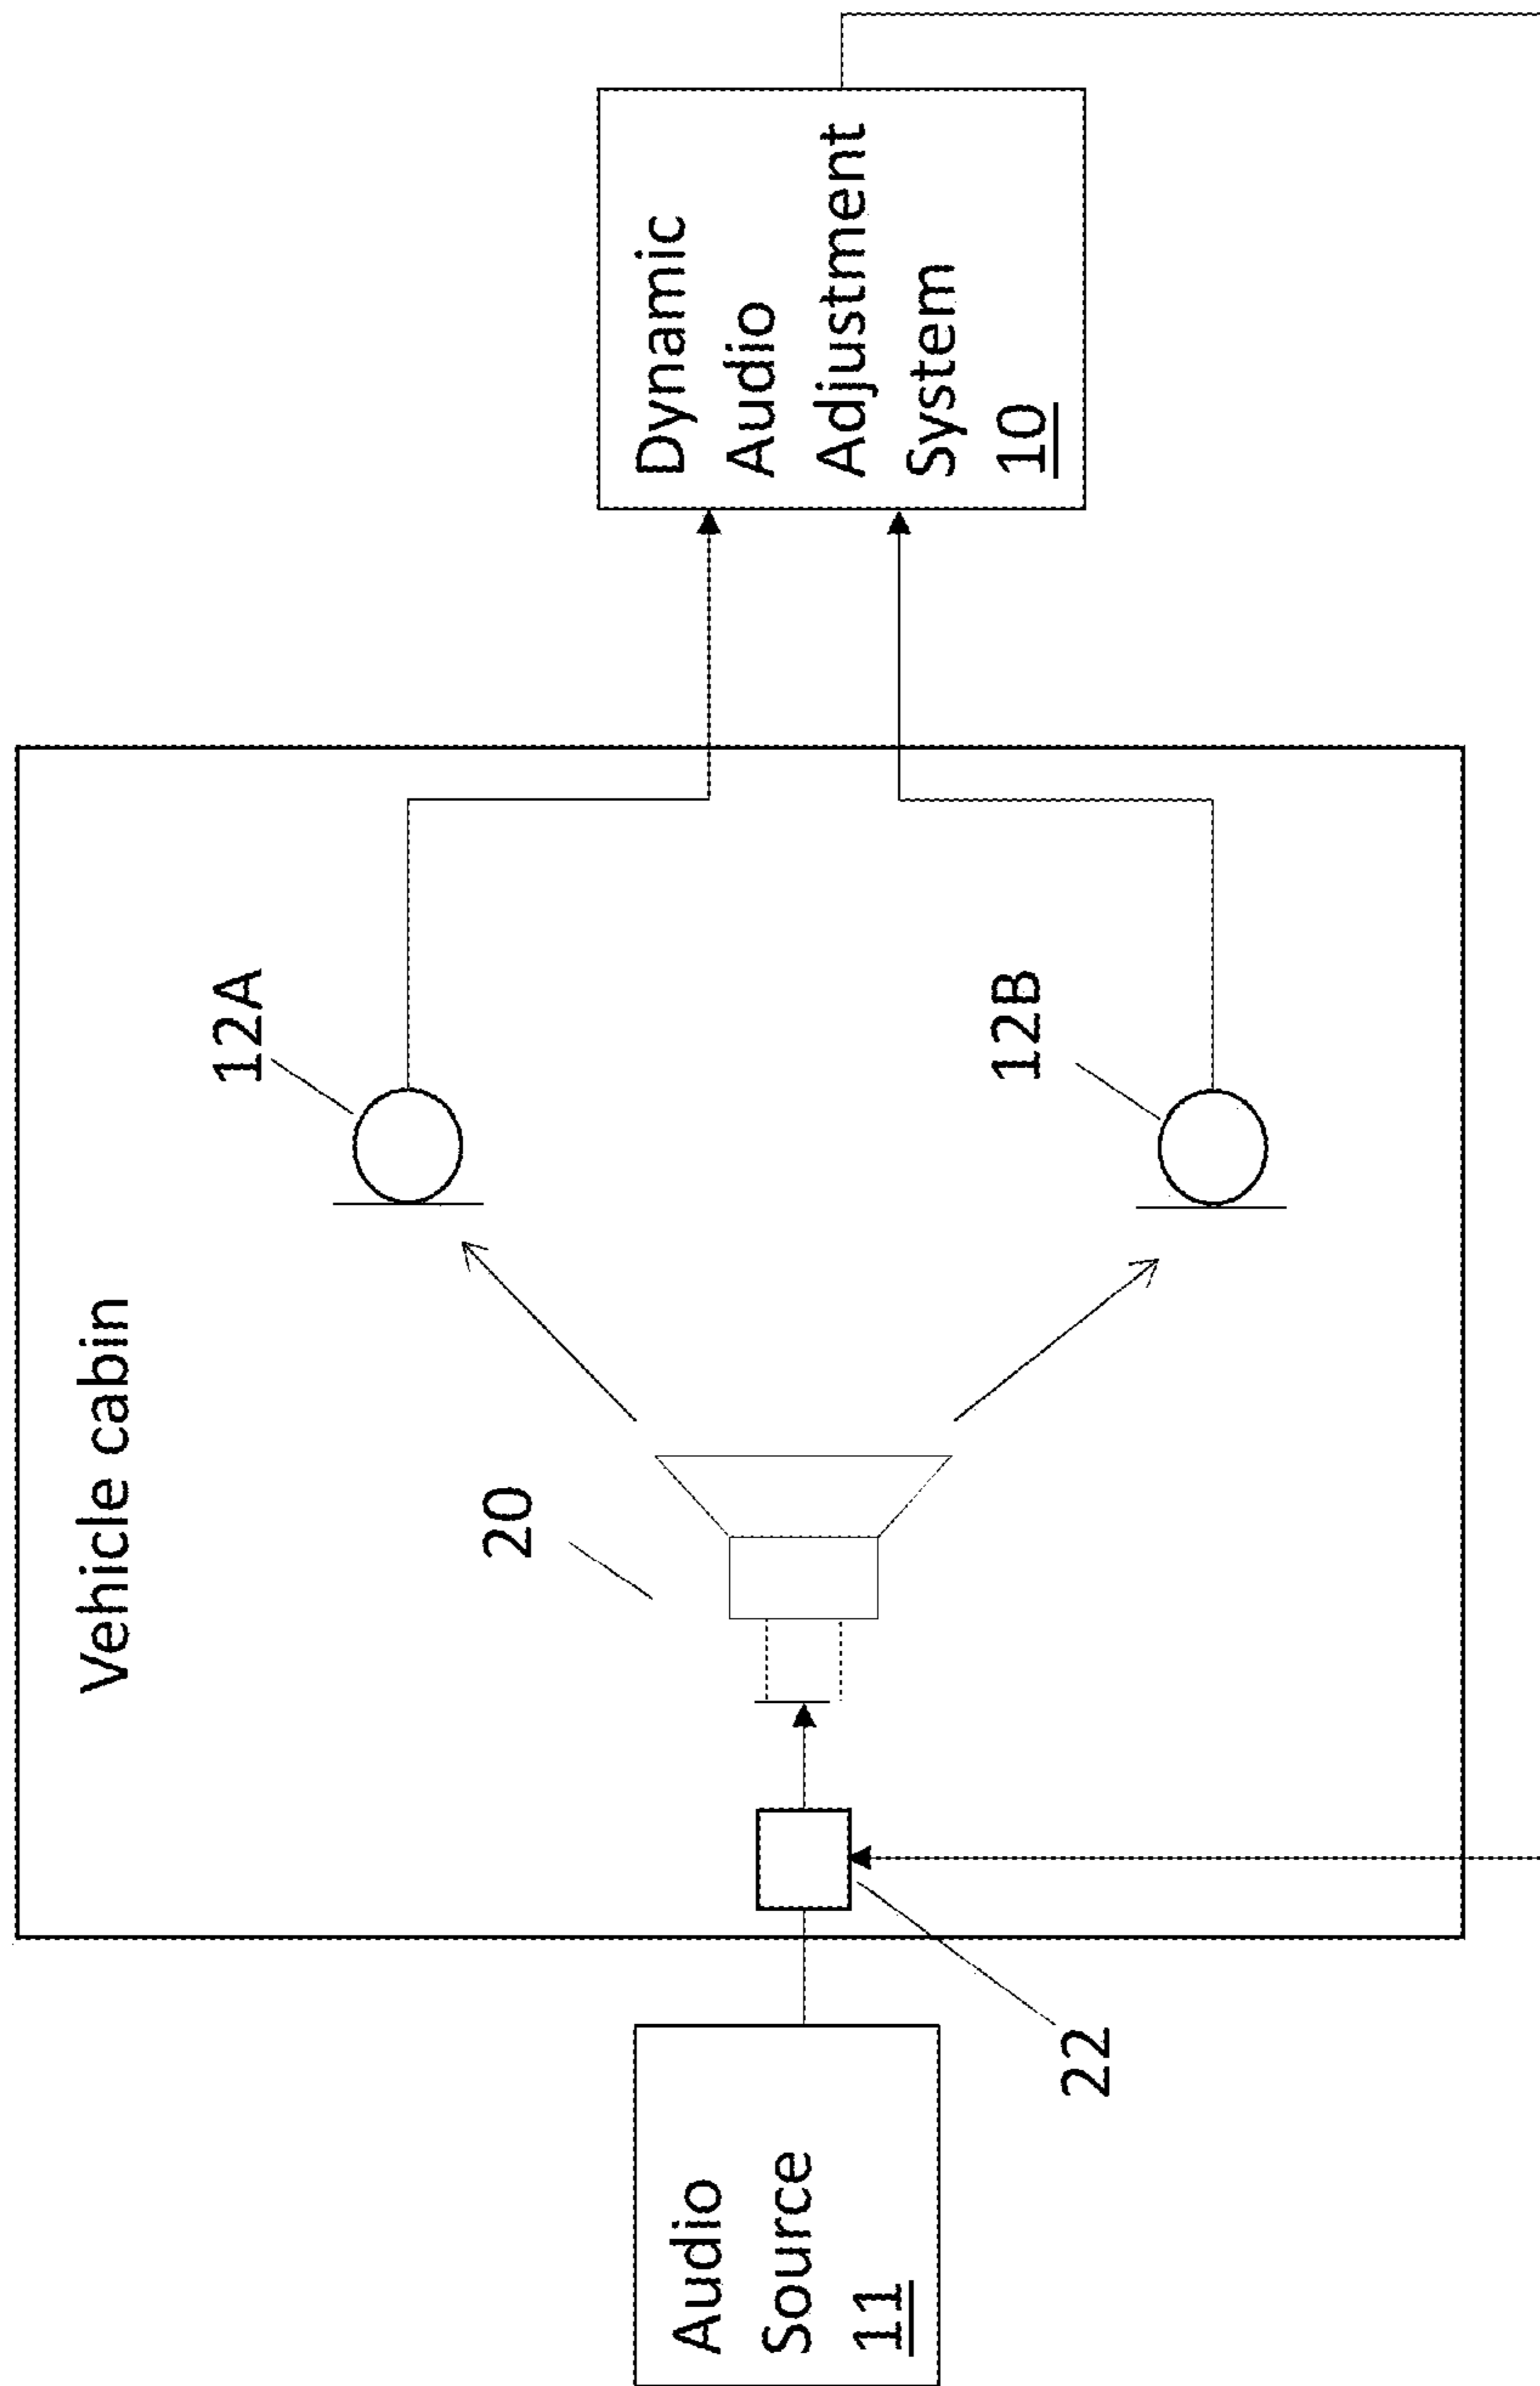 Vehicle cabin
Audio
Source
11
22
20
12A
12B
Dynamic
Audio
Adjustment
System
10